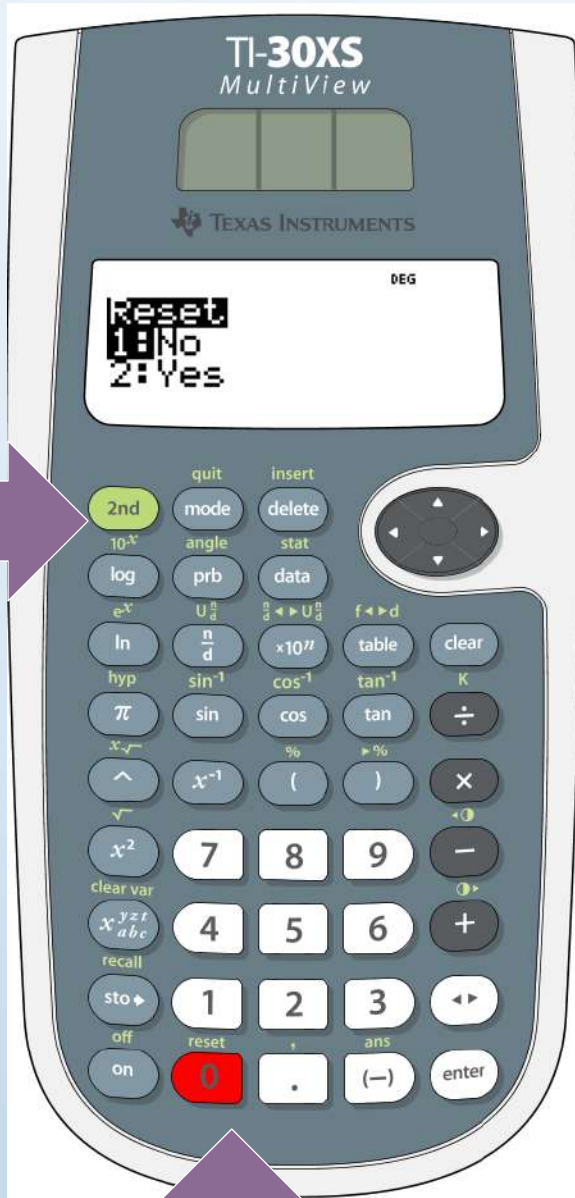 TI-30XS
MultiView
TEXAS INSTRUMENTS
DEG
Reset
1:No
2:Yes
quit insert
2nd mode delete
10ˣ angle stat
log prb data
eˣ U n/d n/d ◄► U n/d f◄►d
ln n/d ×10ⁿ table clear
hyp sin⁻¹ cos⁻¹ tan⁻¹ K
π sin cos tan ÷
x√ % ►%
^ x⁻¹ ( ) ×
√
x² 7 8 9 −
clear var
x yzt abc 4 5 6 +
recall
sto► 1 2 3 ◄►
off reset , ans
on 0 . (−) enter